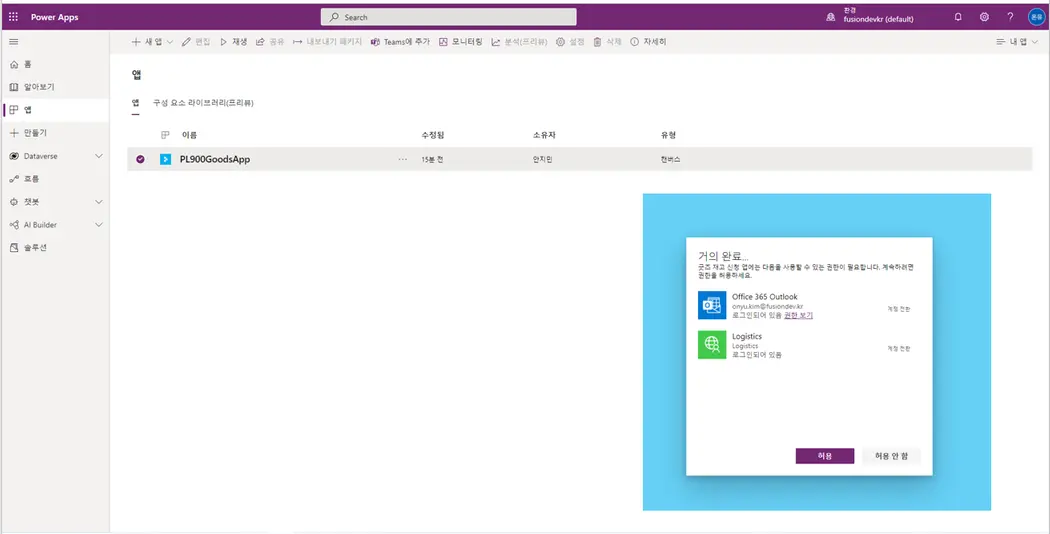 Power Apps
Search
환경
fusiondevkr (default)
?
온유
새 앱
편집
재생
공유
내보내기 패키지
Teams에 추가
모니터링
분석(프리뷰)
설정
삭제
자세히
내 앱
홈
알아보기
앱
만들기
Dataverse
흐름
챗봇
AI Builder
솔루션
앱
앱
구성 요소 라이브러리(프리뷰)
이름
수정됨
소유자
유형
PL900GoodsApp
...
15분 전
안지민
캔버스
거의 완료...
굿즈 재고 신청 앱에는 다음을 사용할 수 있는 권한이 필요합니다. 계속하려면
권한을 허용하세요.
Office 365 Outlook
onyu.kim@fusiondev.kr
로그인되어 있음 권한 보기
계정 전환
Logistics
Logistics
로그인되어 있음
계정 전환
허용
허용 안 함